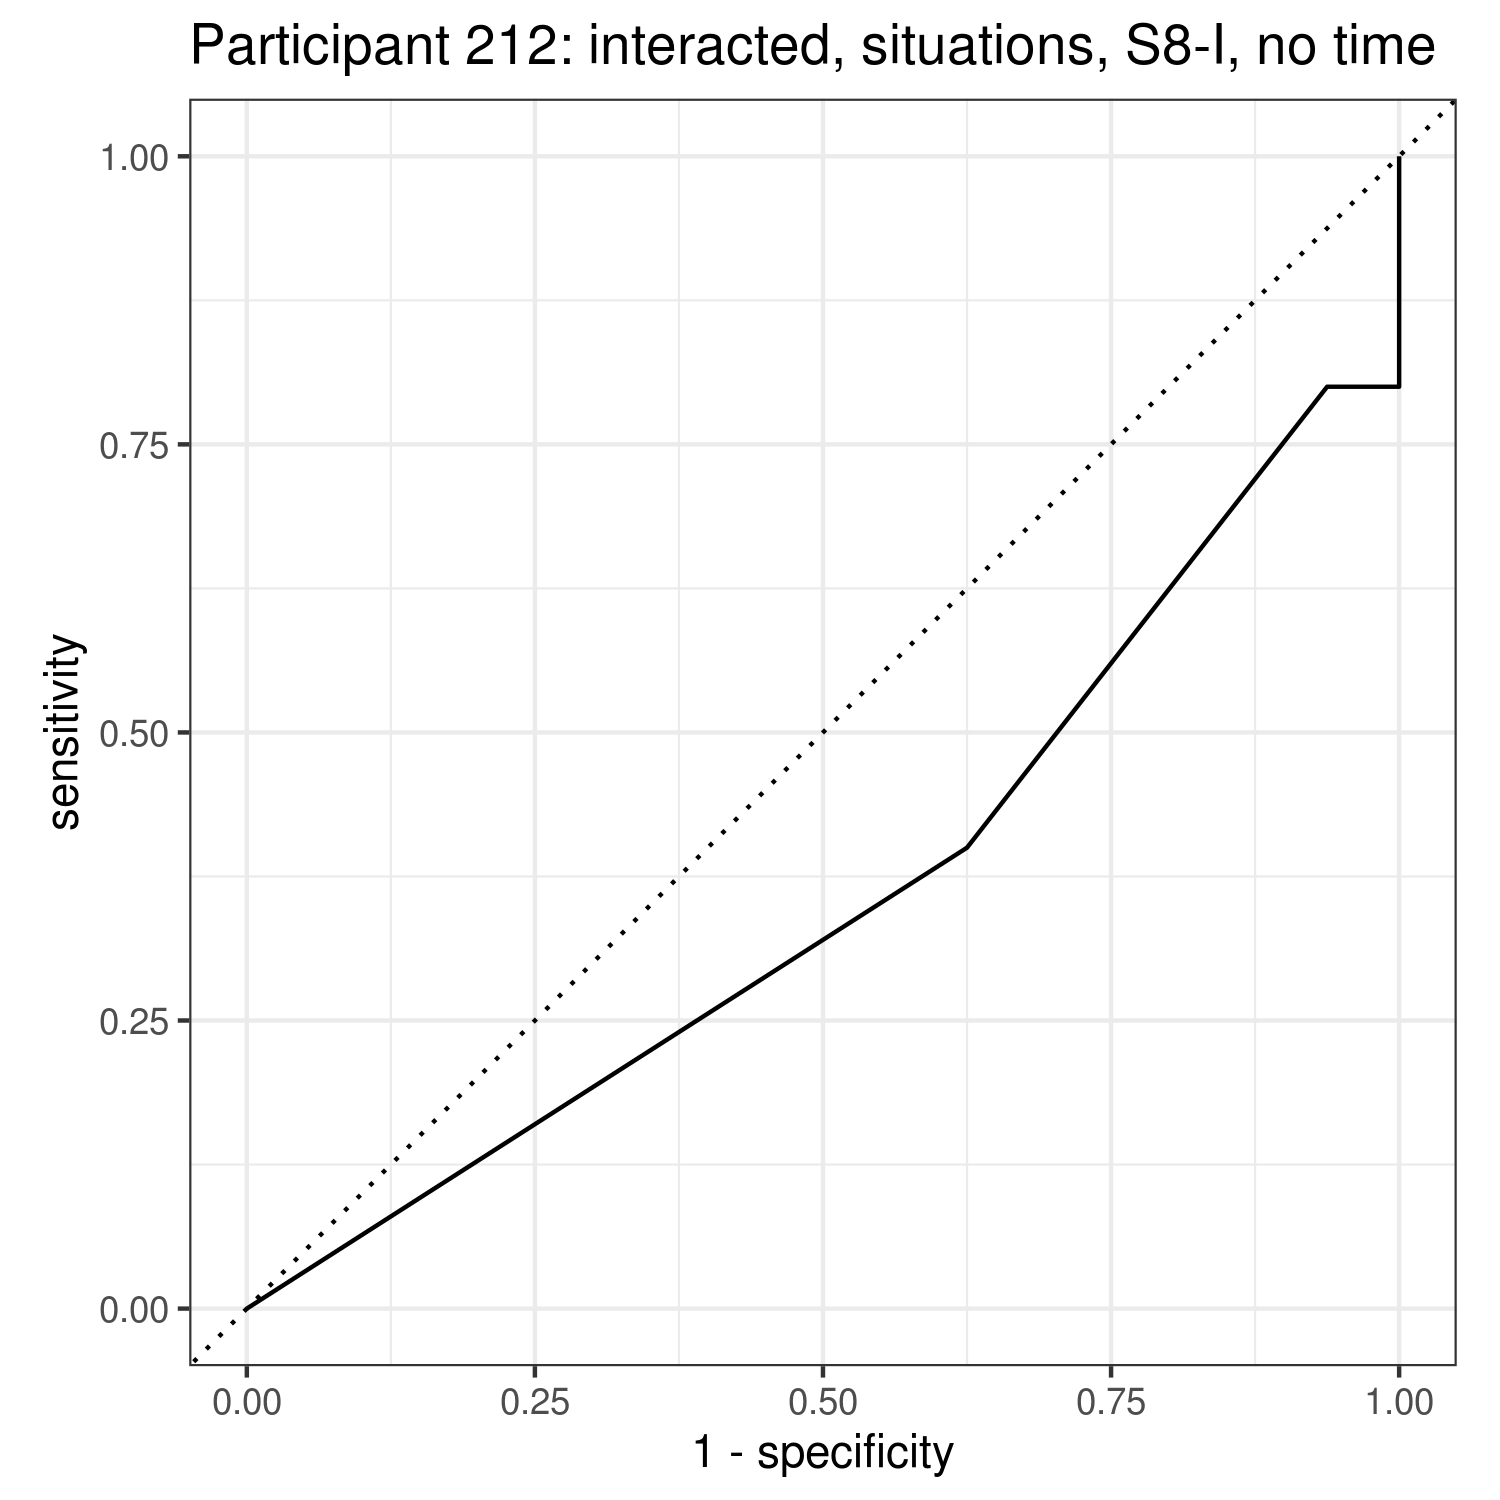 Participant 212: interacted, situations, S8-I, no time
1.00
0.75
0.50
0.25
0.00
sensitivity
0.00 0.25 0.50 0.75 1.00
1 - specificity